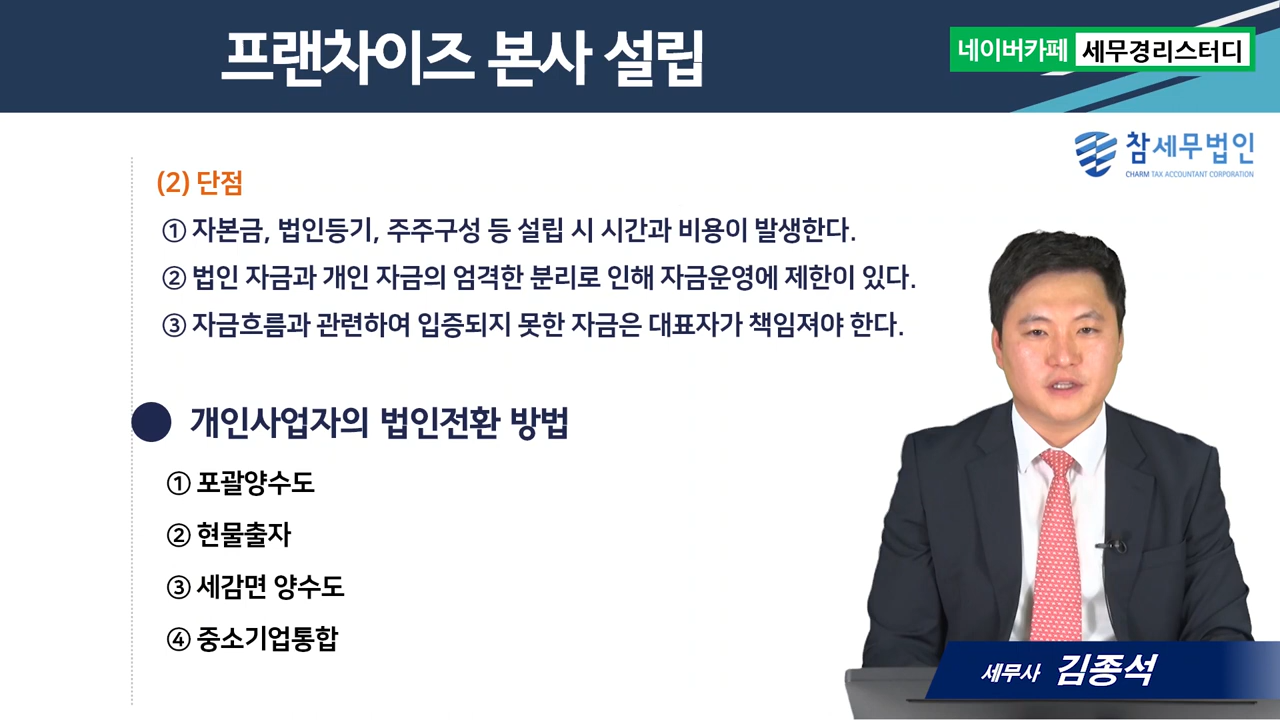 프랜차이즈 본사 설립
네이버카페 세무경리스터디
참세무법인
CHARM TAX ACCOUNTANT CORPORATION
(2) 단점
① 자본금, 법인등기, 주주구성 등 설립 시 시간과 비용이 발생한다.
② 법인 자금과 개인 자금의 엄격한 분리로 인해 자금운영에 제한이 있다.
③ 자금흐름과 관련하여 입증되지 못한 자금은 대표자가 책임져야 한다.
개인사업자의 법인전환 방법
① 포괄양수도
② 현물출자
③ 세감면 양수도
④ 중소기업통합
세무사 김종석